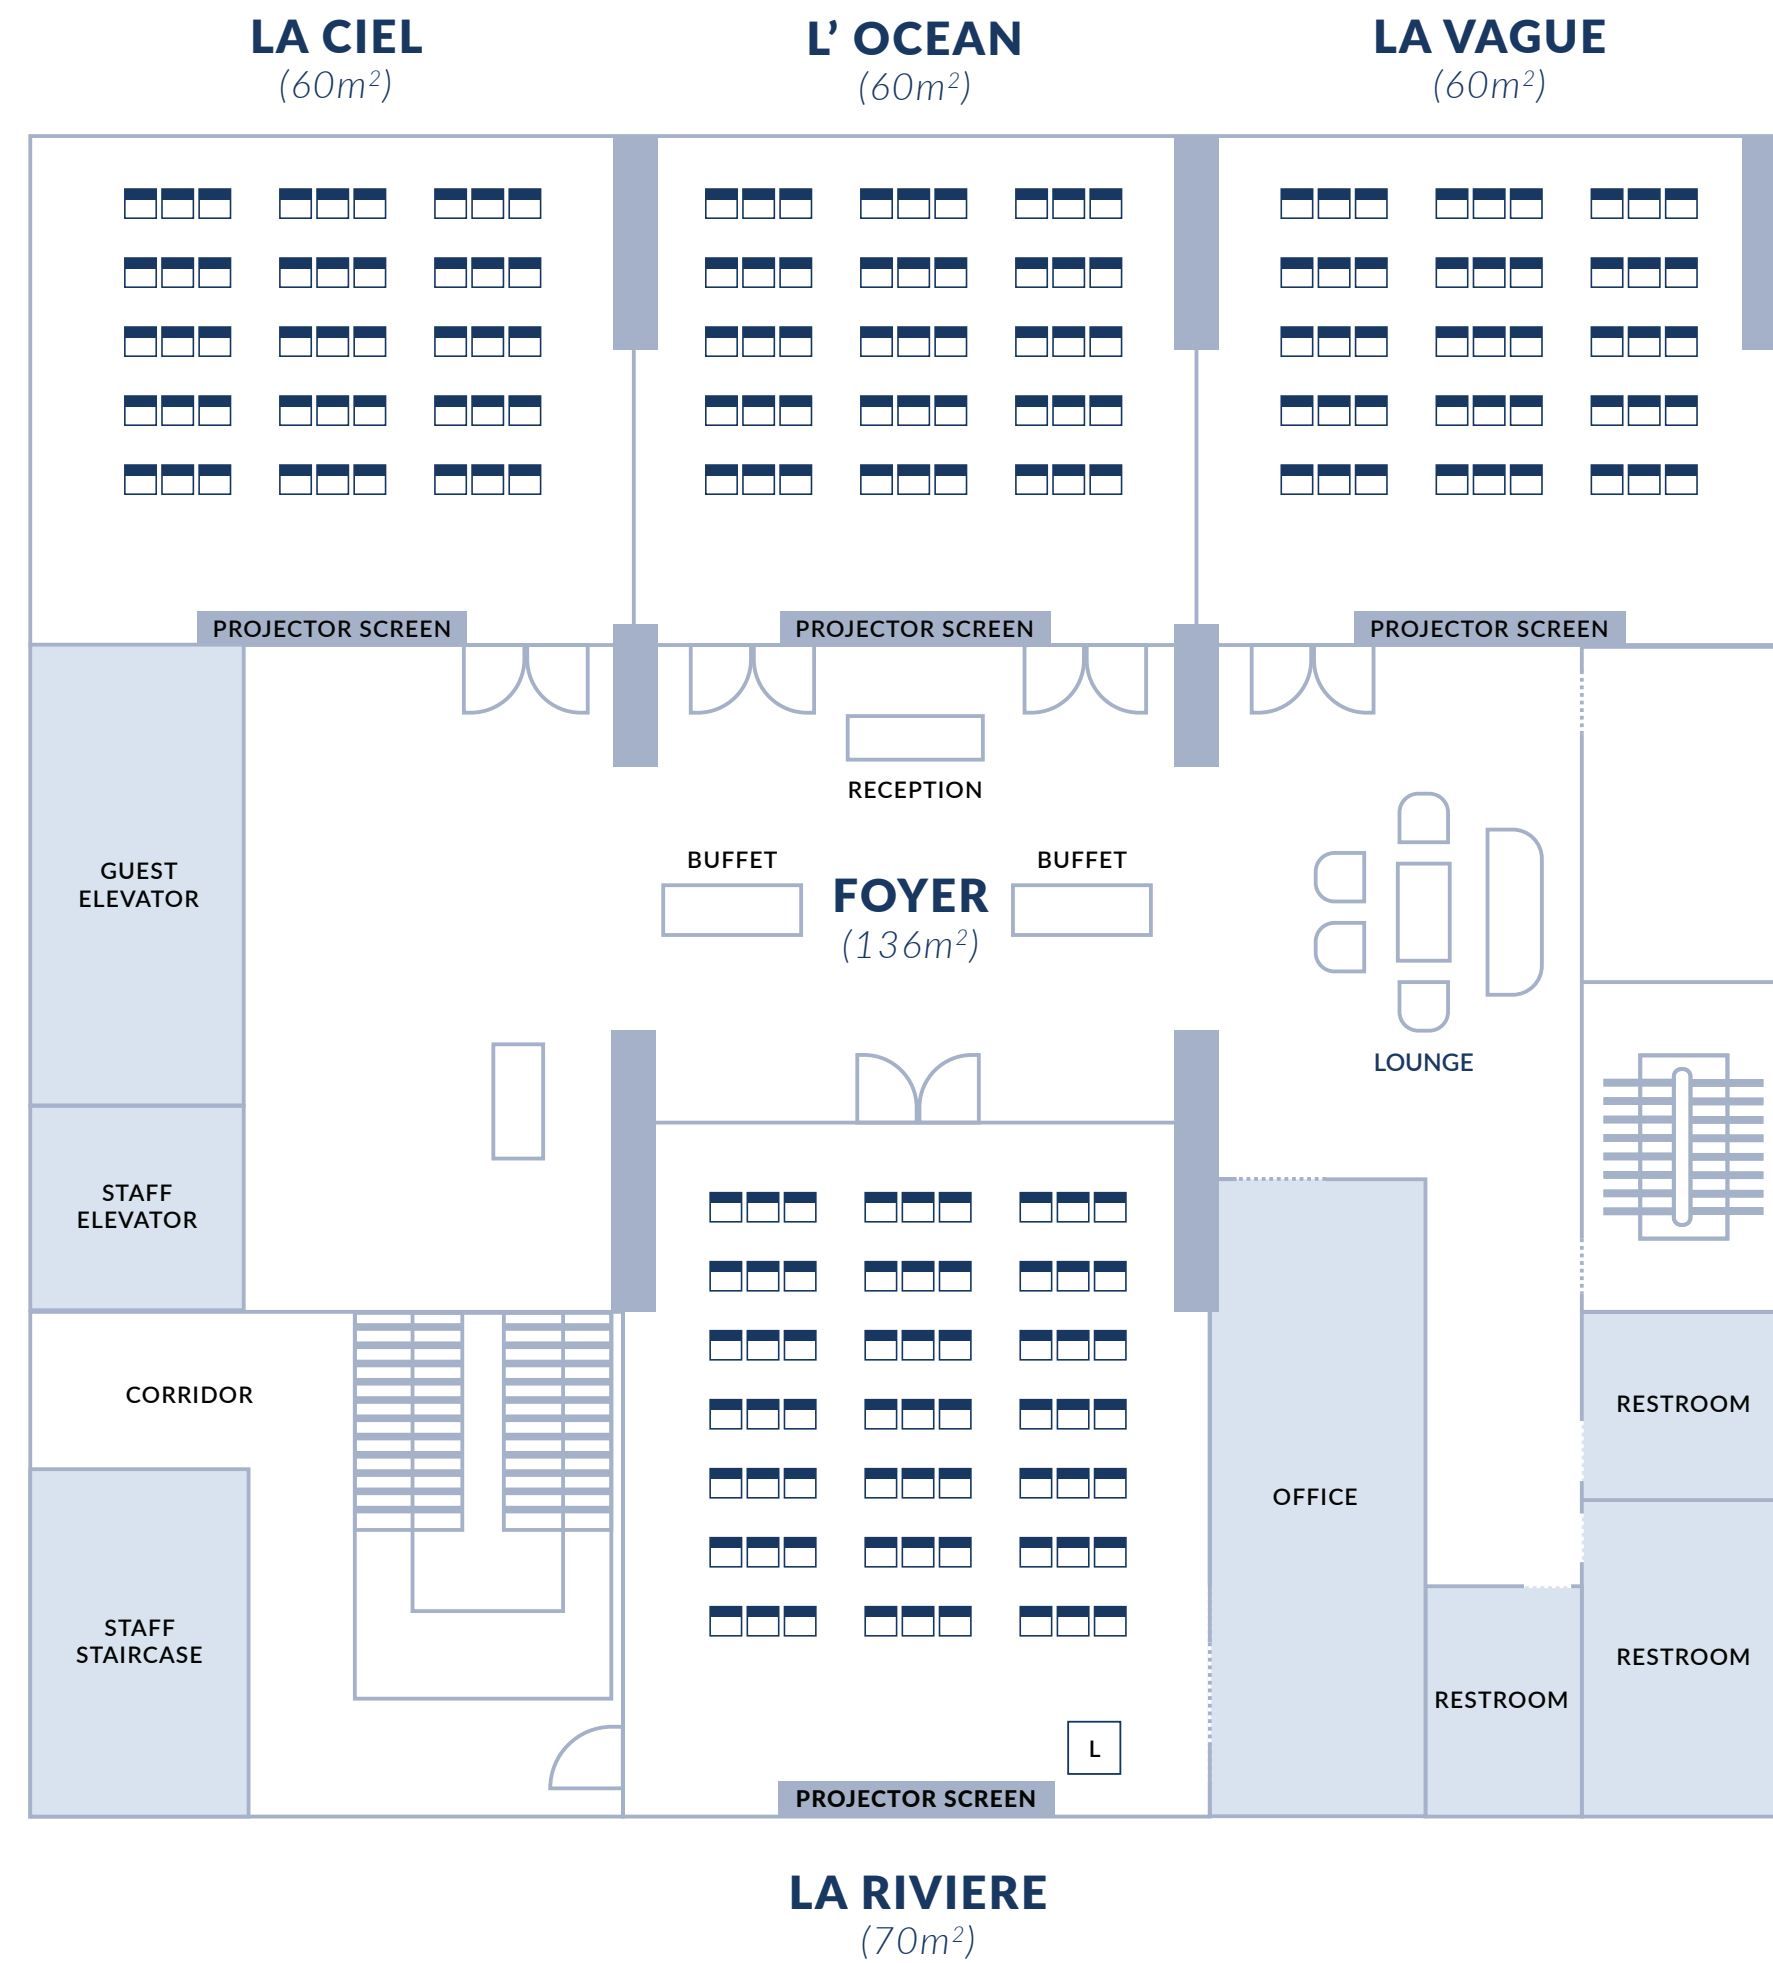 LA CIEL
(60m²)
L’ OCEAN
(60m²)
LA VAGUE
(60m²)
PROJECTOR SCREEN
PROJECTOR SCREEN
PROJECTOR SCREEN
RECEPTION
BUFFET
BUFFET
FOYER
(136m²)
GUEST
ELEVATOR
LOUNGE
STAFF
ELEVATOR
CORRIDOR
RESTROOM
OFFICE
STAFF
STAIRCASE
RESTROOM
RESTROOM
L
PROJECTOR SCREEN
LA RIVIERE
(70m²)